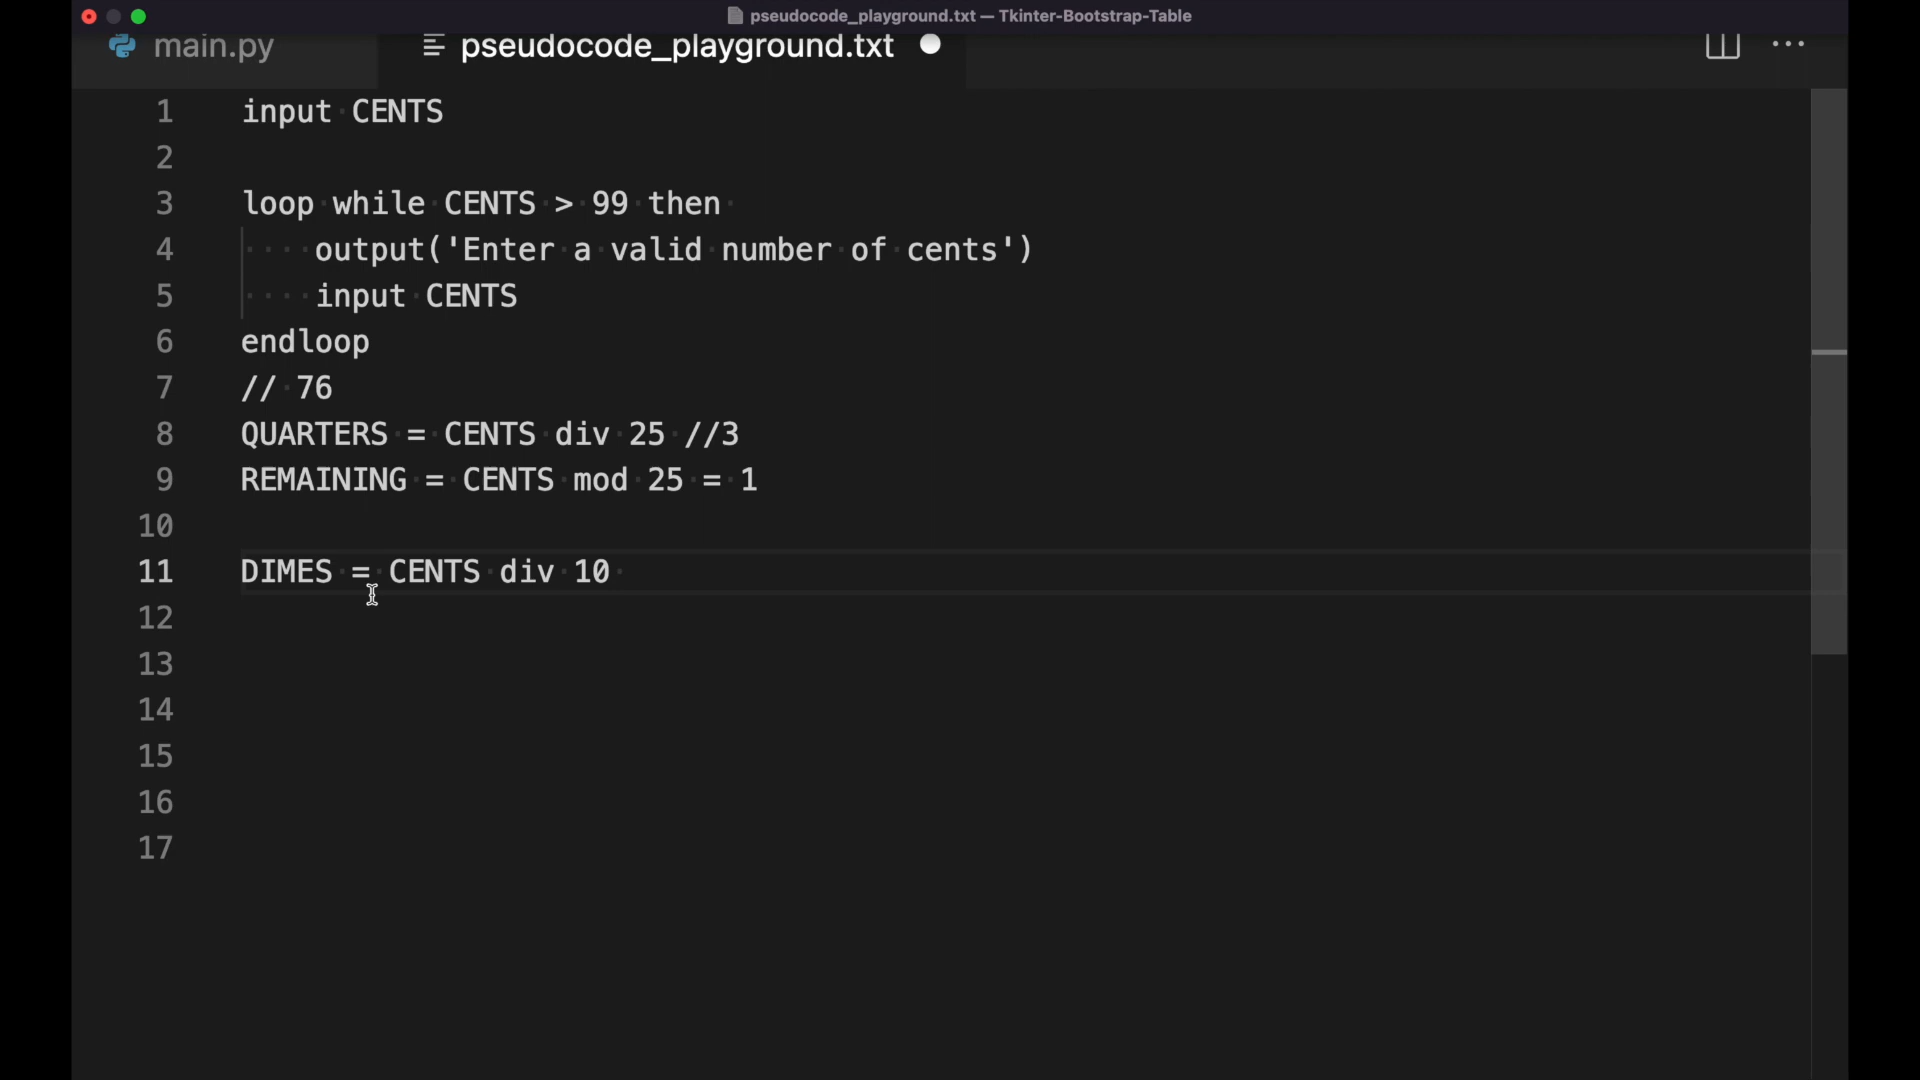 pseudocode_playground.txt — Tkinter-Bootstrap-Table
main.py
pseudocode_playground.txt
1 input CENTS
2
3 loop while CENTS > 99 then
4 output('Enter a valid number of cents')
5 input CENTS
6 endloop
7 // 76
8 QUARTERS = CENTS div 25 //3
9 REMAINING = CENTS mod 25 = 1
10
11 DIMES = CENTS div 10
12
13
14
15
16
17